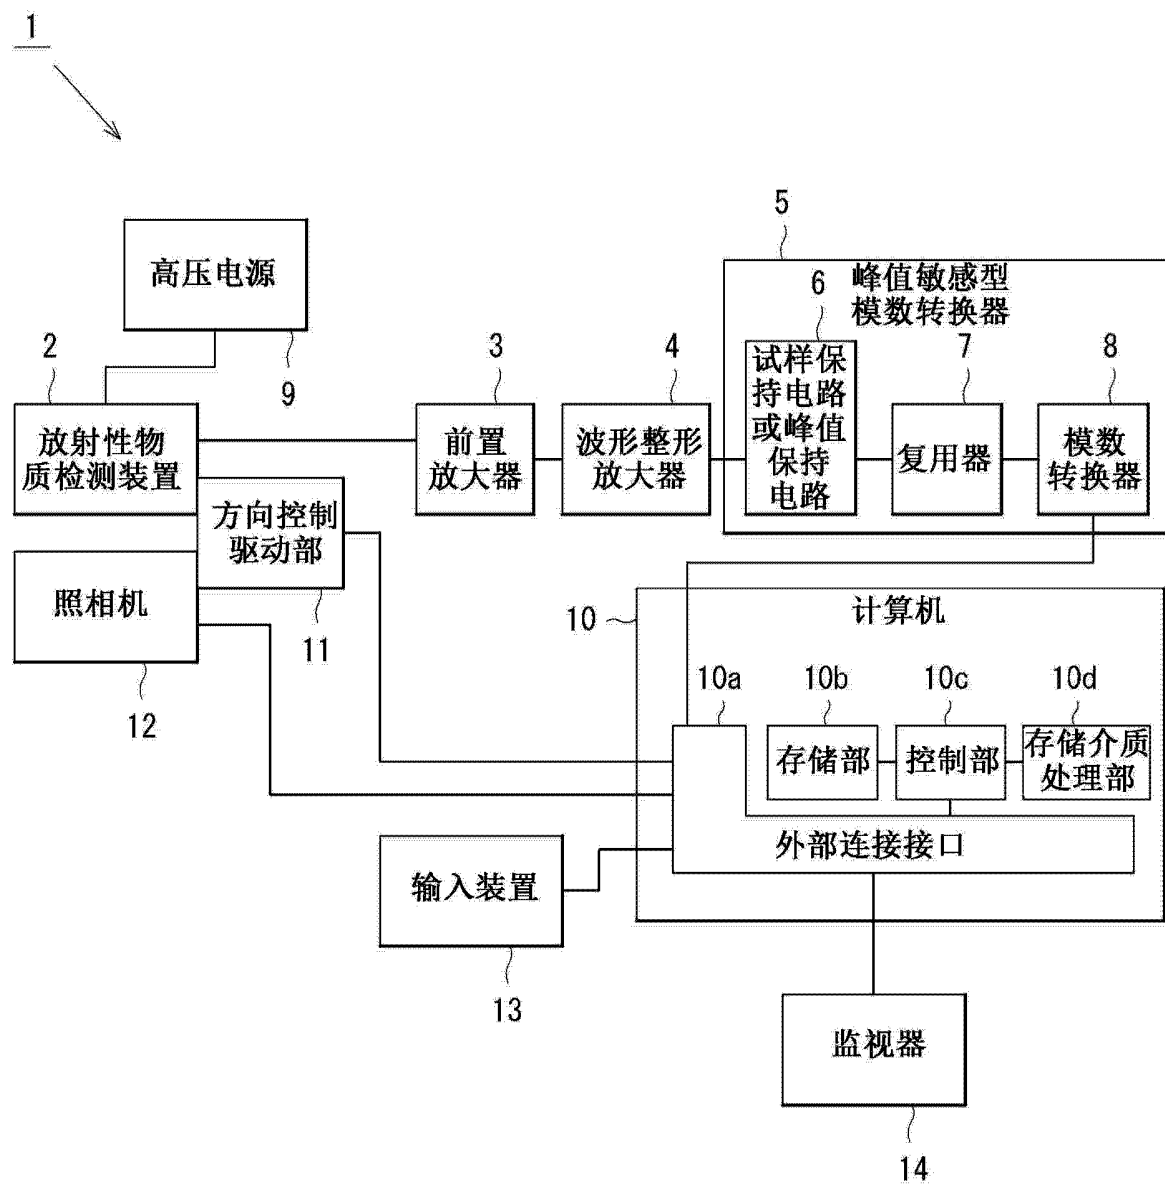 1
5
高压电源
峰值敏感型
模数转换器
2
9
3
4
6
7
8
放射性物
质检测装置
前置
放大器
波形整形
放大器
试样保
持电路
或峰值
保持
电路
复用器
模数
转换器
方向控制
驱动部
照相机
11
12
10
计算机
10a
10b
10c
10d
存储部
控制部
存储介质
处理部
外部连接接口
输入装置
13
监视器
14